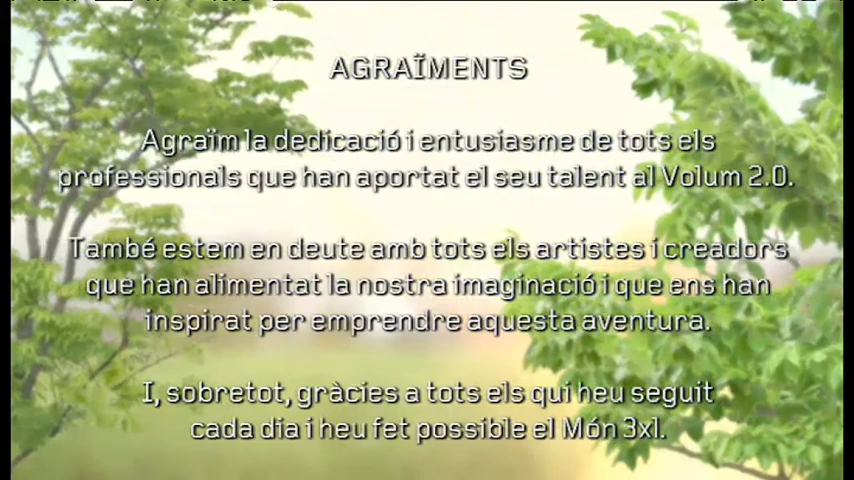 AGRAÏMENTS
Agraïm la dedicació i entusiasme de tots els
professionals que han aportat el seu talent al Volum 2.0.
També estem en deute amb tots els artistes i creadors
que han alimentat la nostra imaginació i que ens han
inspirat per emprendre aquesta aventura.
I, sobretot, gràcies a tots els qui heu seguit
cada dia i heu fet possible el Món 3xl.